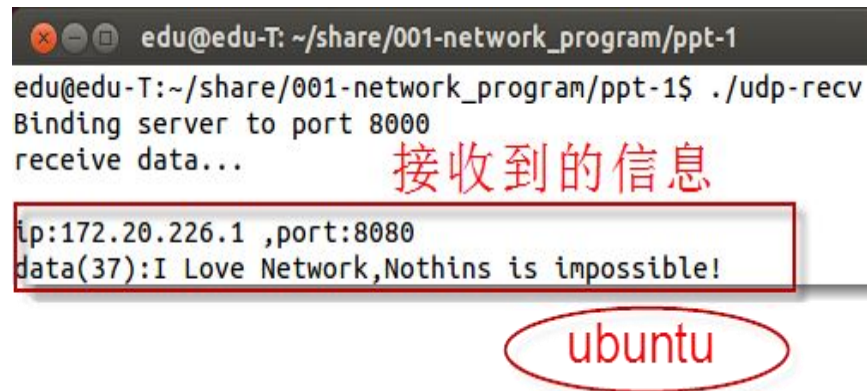 edu@edu-T: ~/share/001-network_program/ppt-1
edu@edu-T:~/share/001-network_program/ppt-1$ ./udp-recv
Binding server to port 8000
receive data...
接收到的信息
ip:172.20.226.1 ,port:8080
data(37):I Love Network,Nothins is impossible!
ubuntu